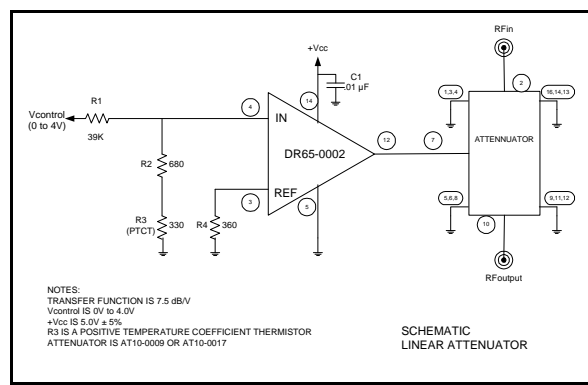 RFin
+Vcc
C1
.01 µF
1,3,4
2
16,14,13
R1
Vcontrol
(0 to 4V)
39K
4
IN
14
DR65-0002
12
7
ATTENNUATOR
R2
680
R3
(PTCT)
330
3
REF
R4
360
5
5,6,8
9,11,12
10
RFoutput
NOTES:
TRANSFER FUNCTION IS 7.5 dB/V
Vcontrol IS 0V to 4.0V
+Vcc IS 5.0V ± 5%
R3 IS A POSITIVE TEMPERATURE COEFFICIENT THERMISTOR
ATTENUATOR IS AT10-0009 OR AT10-0017
SCHEMATIC
LINEAR ATTENUATOR